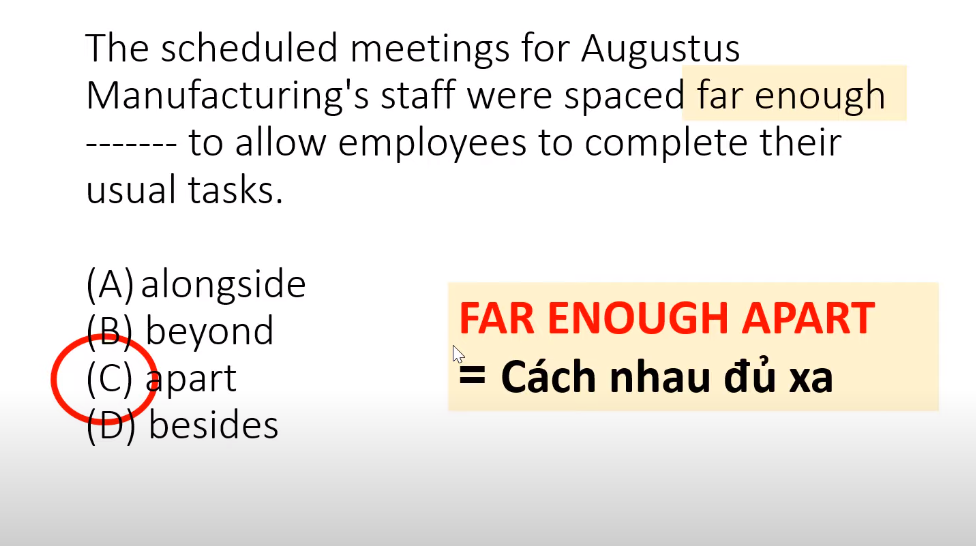 The scheduled meetings for Augustus
Manufacturing's staff were spaced far enough
------- to allow employees to complete their
usual tasks.
(A) alongside
(B) beyond
(C) apart
(D) besides
FAR ENOUGH APART
= Cách nhau đủ xa